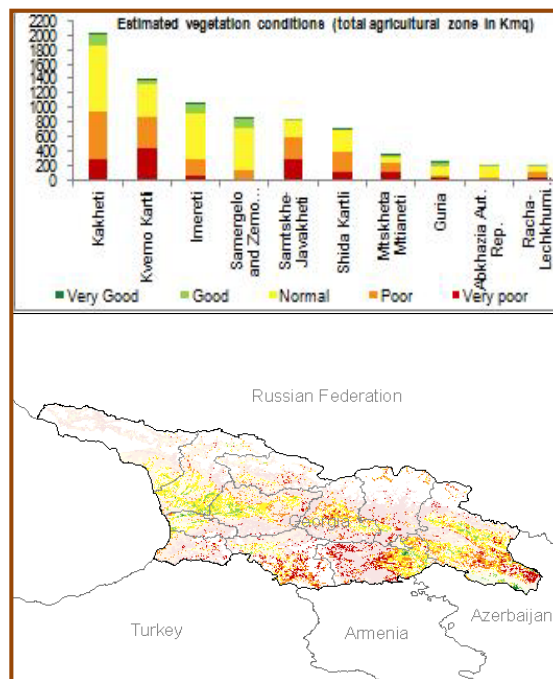 Estimated vegetation conditions (total agricultural zone in Kmq)
2200
2000
1800
1600
1400
1200
1000
800
600
400
200
0
Kakheti
Kvemo Kartli
Imereti
Samergelo
and Zemo...
Samtskhe-
Javakheti
Shida Kartli
Mtskheta
Mtianeti
Guria
Abkhazia Aut.
Rep.
Racha-
Lechkhumi...
Very Good
Good
Normal
Poor
Very poor
Russian Federation
Georgia
Turkey
Armenia
Azerbaijan